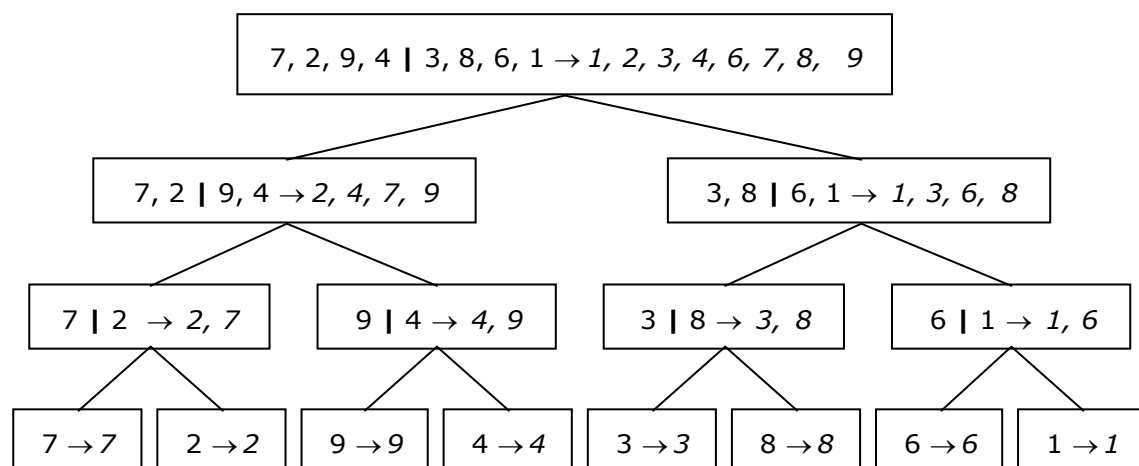 7, 2, 9, 4 | 3, 8, 6, 1 → 1, 2, 3, 4, 6, 7, 8, 9
7, 2 | 9, 4 → 2, 4, 7, 9
3, 8 | 6, 1 → 1, 3, 6, 8
7 | 2 → 2, 7
9 | 4 → 4, 9
3 | 8 → 3, 8
6 | 1 → 1, 6
7 → 7
2 → 2
9 → 9
4 → 4
3 → 3
8 → 8
6 → 6
1 → 1